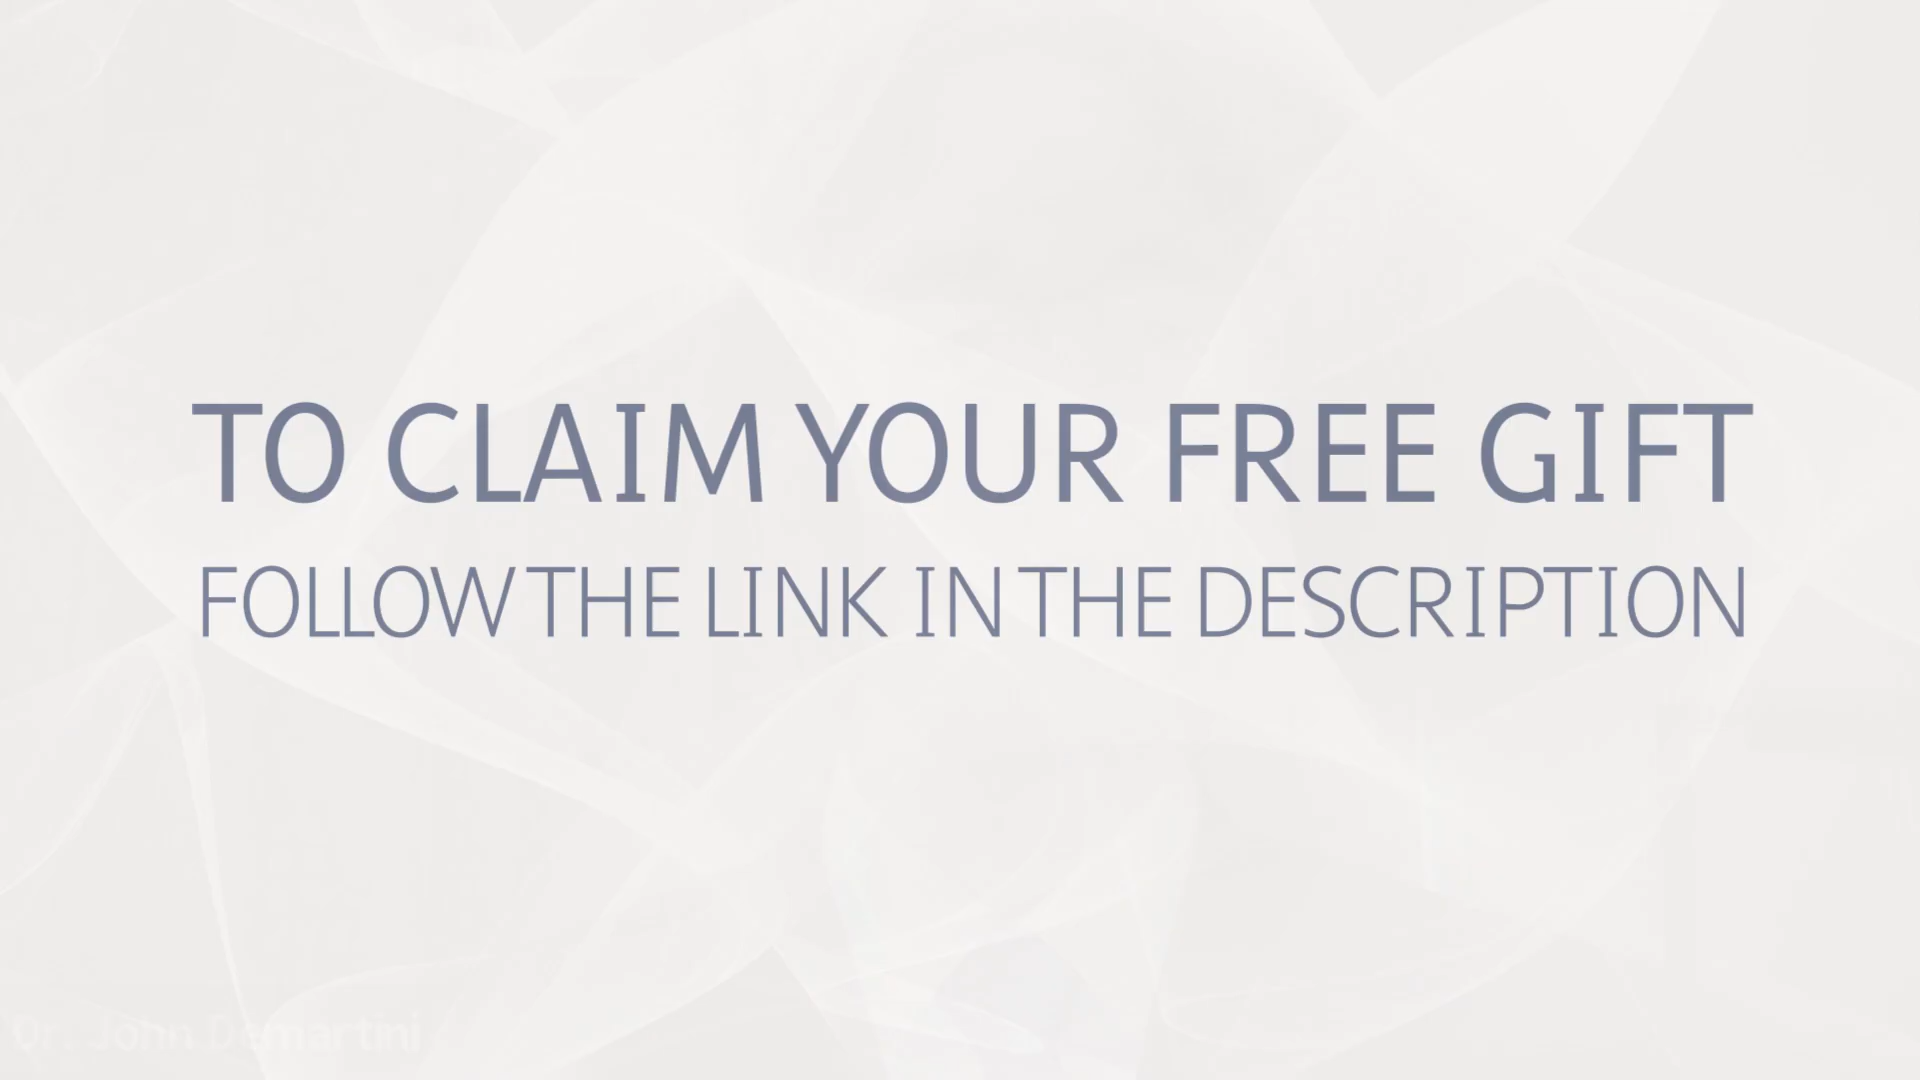 TO CLAIM YOUR FREE GIFT
FOLLOW THE LINK IN THE DESCRIPTION
Dr. John Demartini